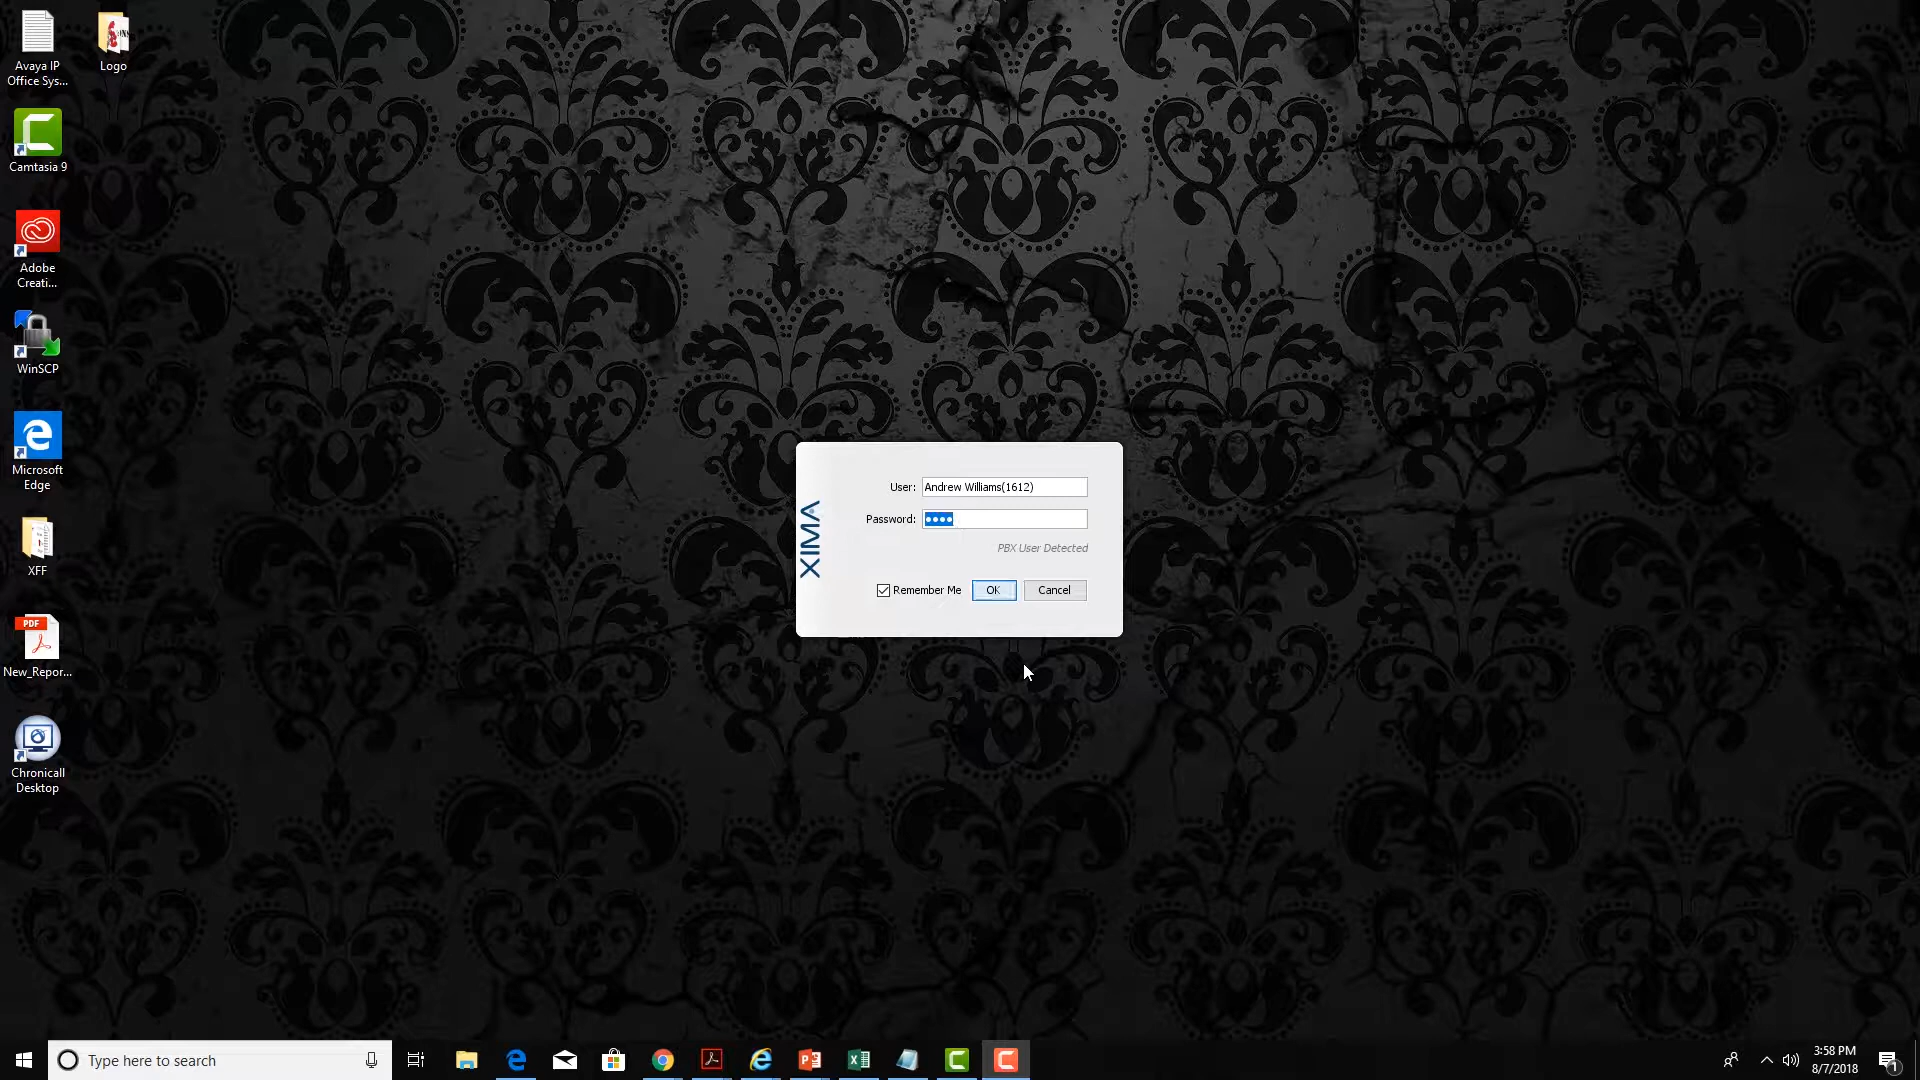 Avaya IP
Office Sys...
Logo
Camtasia 9
Adobe
Creati...
WinSCP
Microsoft
Edge
XFF
PDF
New_Repor...
Chronicall
Desktop
XIMA
User: Andrew Williams(1612)
Password: ••••
PBX User Detected
Remember Me OK Cancel
Type here to search
3:58 PM
8/7/2018
1